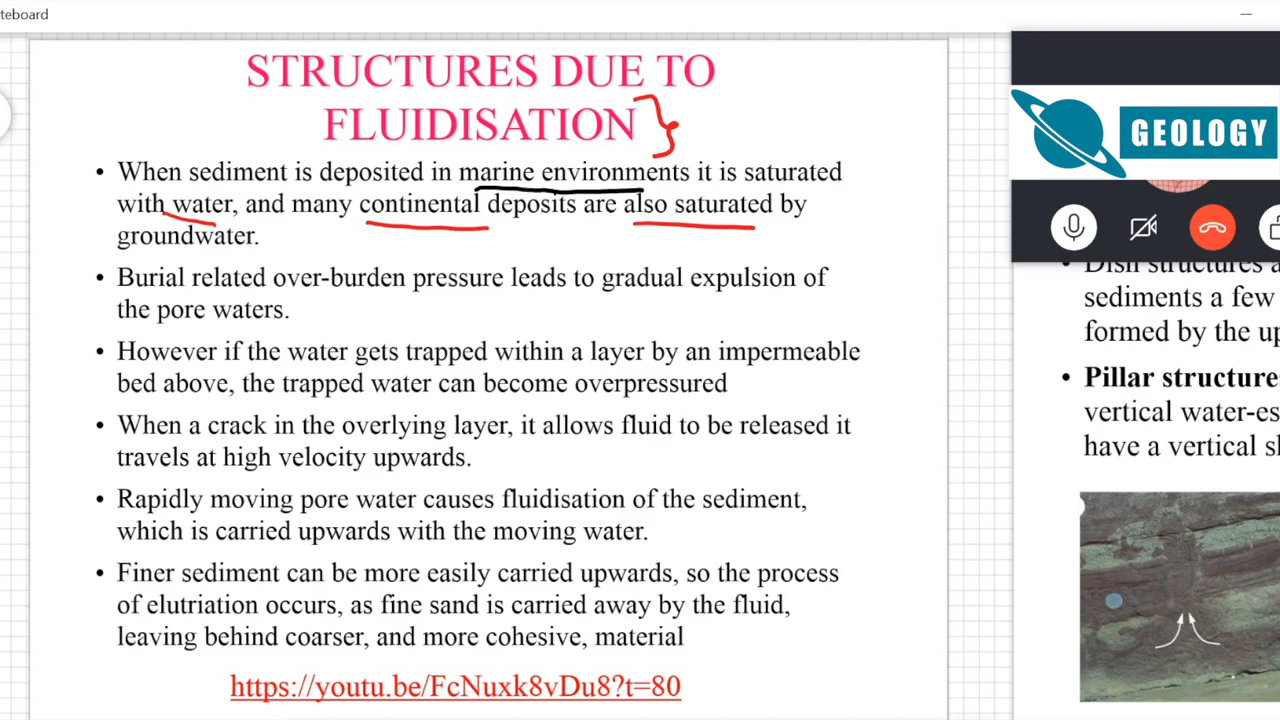 teboard
STRUCTURES DUE TO
FLUIDISATION
• When sediment is deposited in marine environments it is saturated
with water, and many continental deposits are also saturated by
groundwater.
• Burial related over-burden pressure leads to gradual expulsion of
the pore waters.
• However if the water gets trapped within a layer by an impermeable
bed above, the trapped water can become overpressured
• When a crack in the overlying layer, it allows fluid to be released it
travels at high velocity upwards.
• Rapidly moving pore water causes fluidisation of the sediment,
which is carried upwards with the moving water.
• Finer sediment can be more easily carried upwards, so the process
of elutriation occurs, as fine sand is carried away by the fluid,
leaving behind coarser, and more cohesive, material
https://youtu.be/FcNuxk8vDu8?t=80
GEOLOGY
• Dish structures a
sediments a few
formed by the up
• Pillar structure
vertical water-es
have a vertical sh